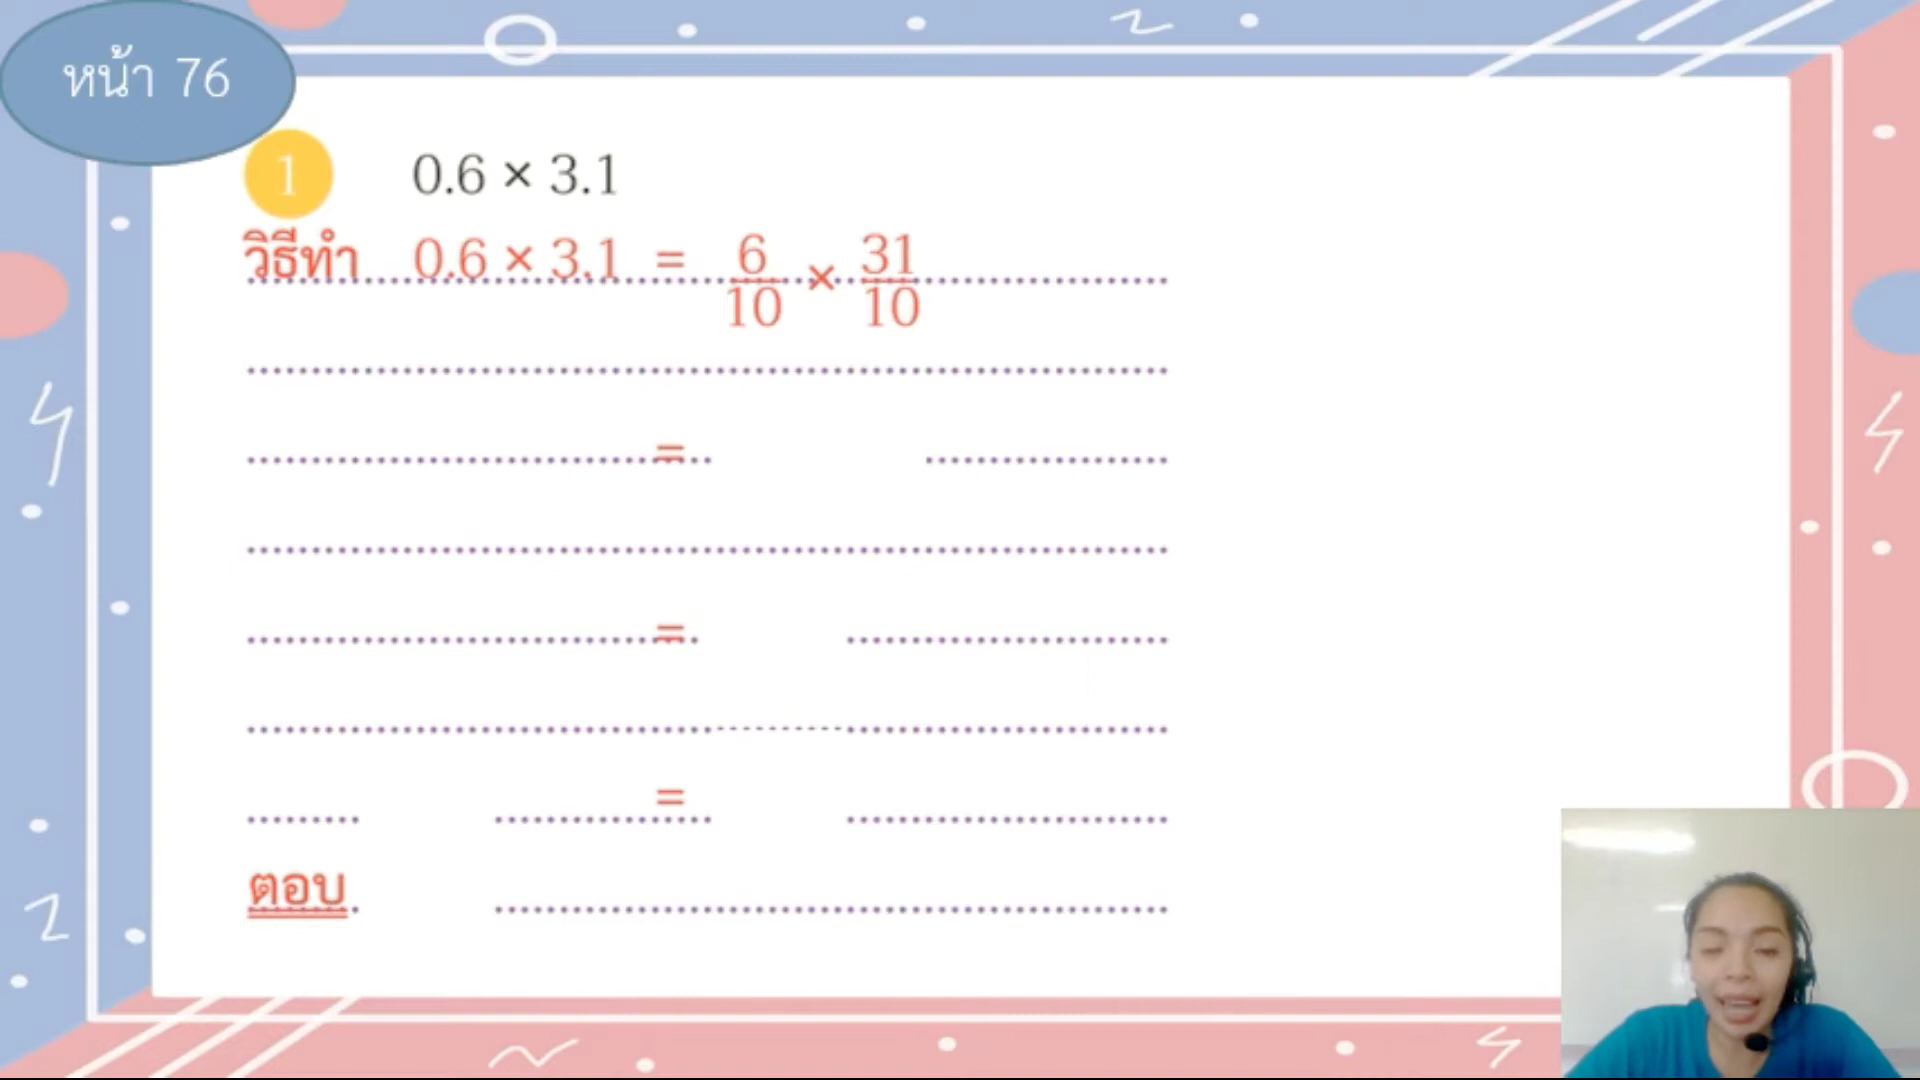 หน้า 76
1 0.6 × 3.1
วิธีทำ 0.6 × 3.1 = 6/10 × 31/10
=
=
=
ตอบ